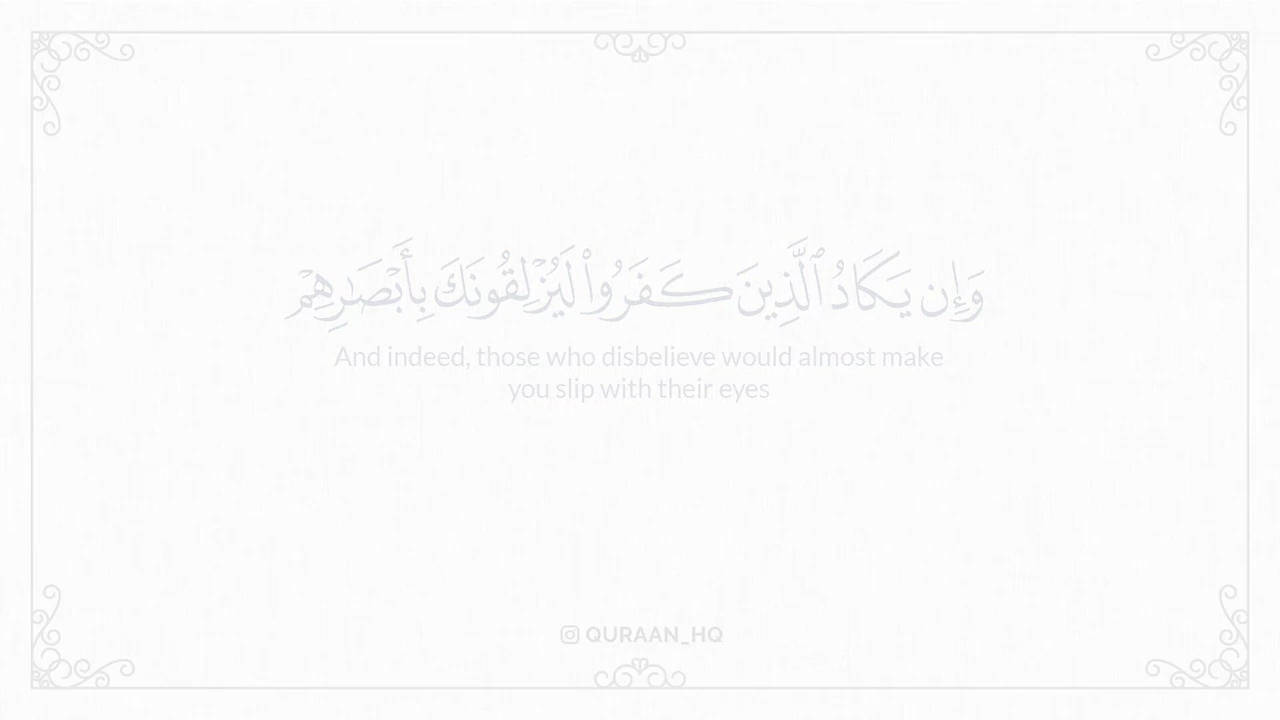 وَإِن يَكَادُ ٱلَّذِينَ كَفَرُوا۟ لَيُزْلِقُونَكَ بِأَبْصَٰرِهِمْ
And indeed, those who disbelieve would almost make
you slip with their eyes
QURAAN_HQ